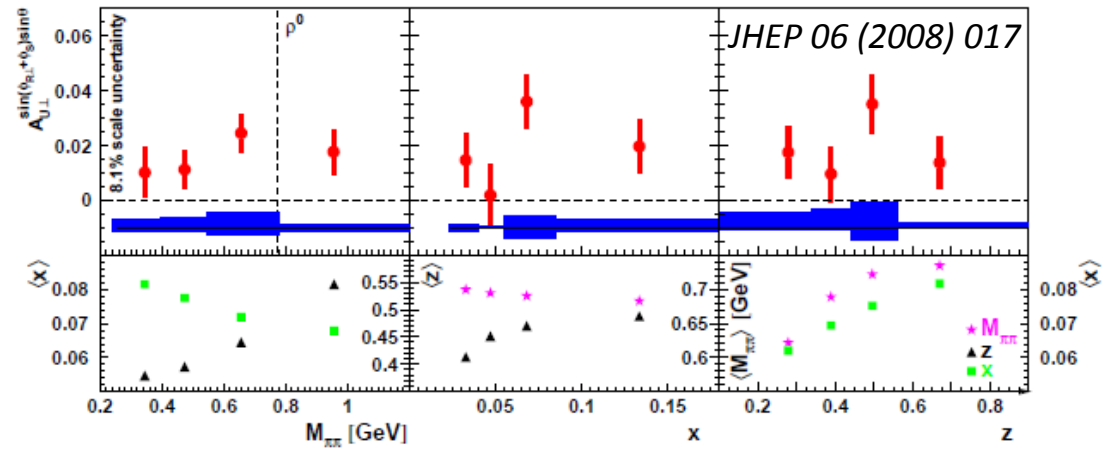 JHEP 06 (2008) 017
A_{U⊥}^{sin(ϕ_{R⊥}+ϕ_S)sinθ}
8.1% scale uncertainty
ρ⁰
0.06
0.04
0.02
0
⟨x⟩
0.08
0.07
0.06
⟨z⟩
0.55
0.5
0.45
0.4
⟨M_{ππ}⟩ [GeV]
0.7
0.65
0.6
⟨x⟩
0.08
0.07
0.06
M_{ππ}
z
x
0.2 0.4 0.6 0.8 1
0.05 0.1 0.15
0.2 0.4 0.6 0.8
M_{ππ} [GeV]
x
z